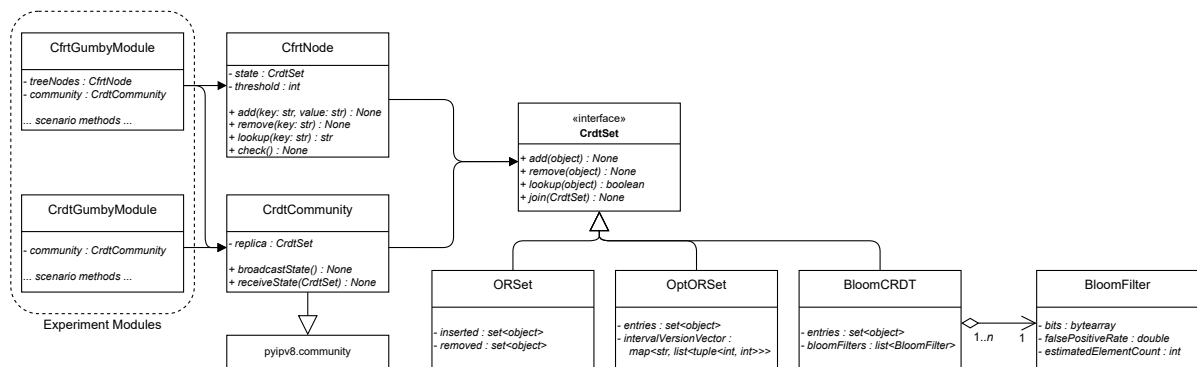 CfrtGumbyModule
- treeNodes : CfrtNode
- community : CrdtCommunity
... scenario methods ...
CrdtGumbyModule
- community : CrdtCommunity
... scenario methods ...
Experiment Modules
CfrtNode
- state : CrdtSet
- threshold : int
+ add(key: str, value: str) : None
+ remove(key: str) : None
+ lookup(key: str) : str
+ check() : None
CrdtCommunity
- replica : CrdtSet
+ broadcastState() : None
+ receiveState(CrdtSet) : None
pyipv8.community
«interface»
CrdtSet
+ add(object) : None
+ remove(object) : None
+ lookup(object) : boolean
+ join(CrdtSet) : None
ORSet
- inserted : set<object>
- removed : set<object>
OptORSet
- entries : set<object>
- intervalVersionVector :
map<str, list<tuple<int, int>>>
BloomCRDT
- entries : set<object>
- bloomFilters : list<BloomFilter>
1..n
1
BloomFilter
- bits : bytearray
- falsePositiveRate : double
- estimatedElementCount : int